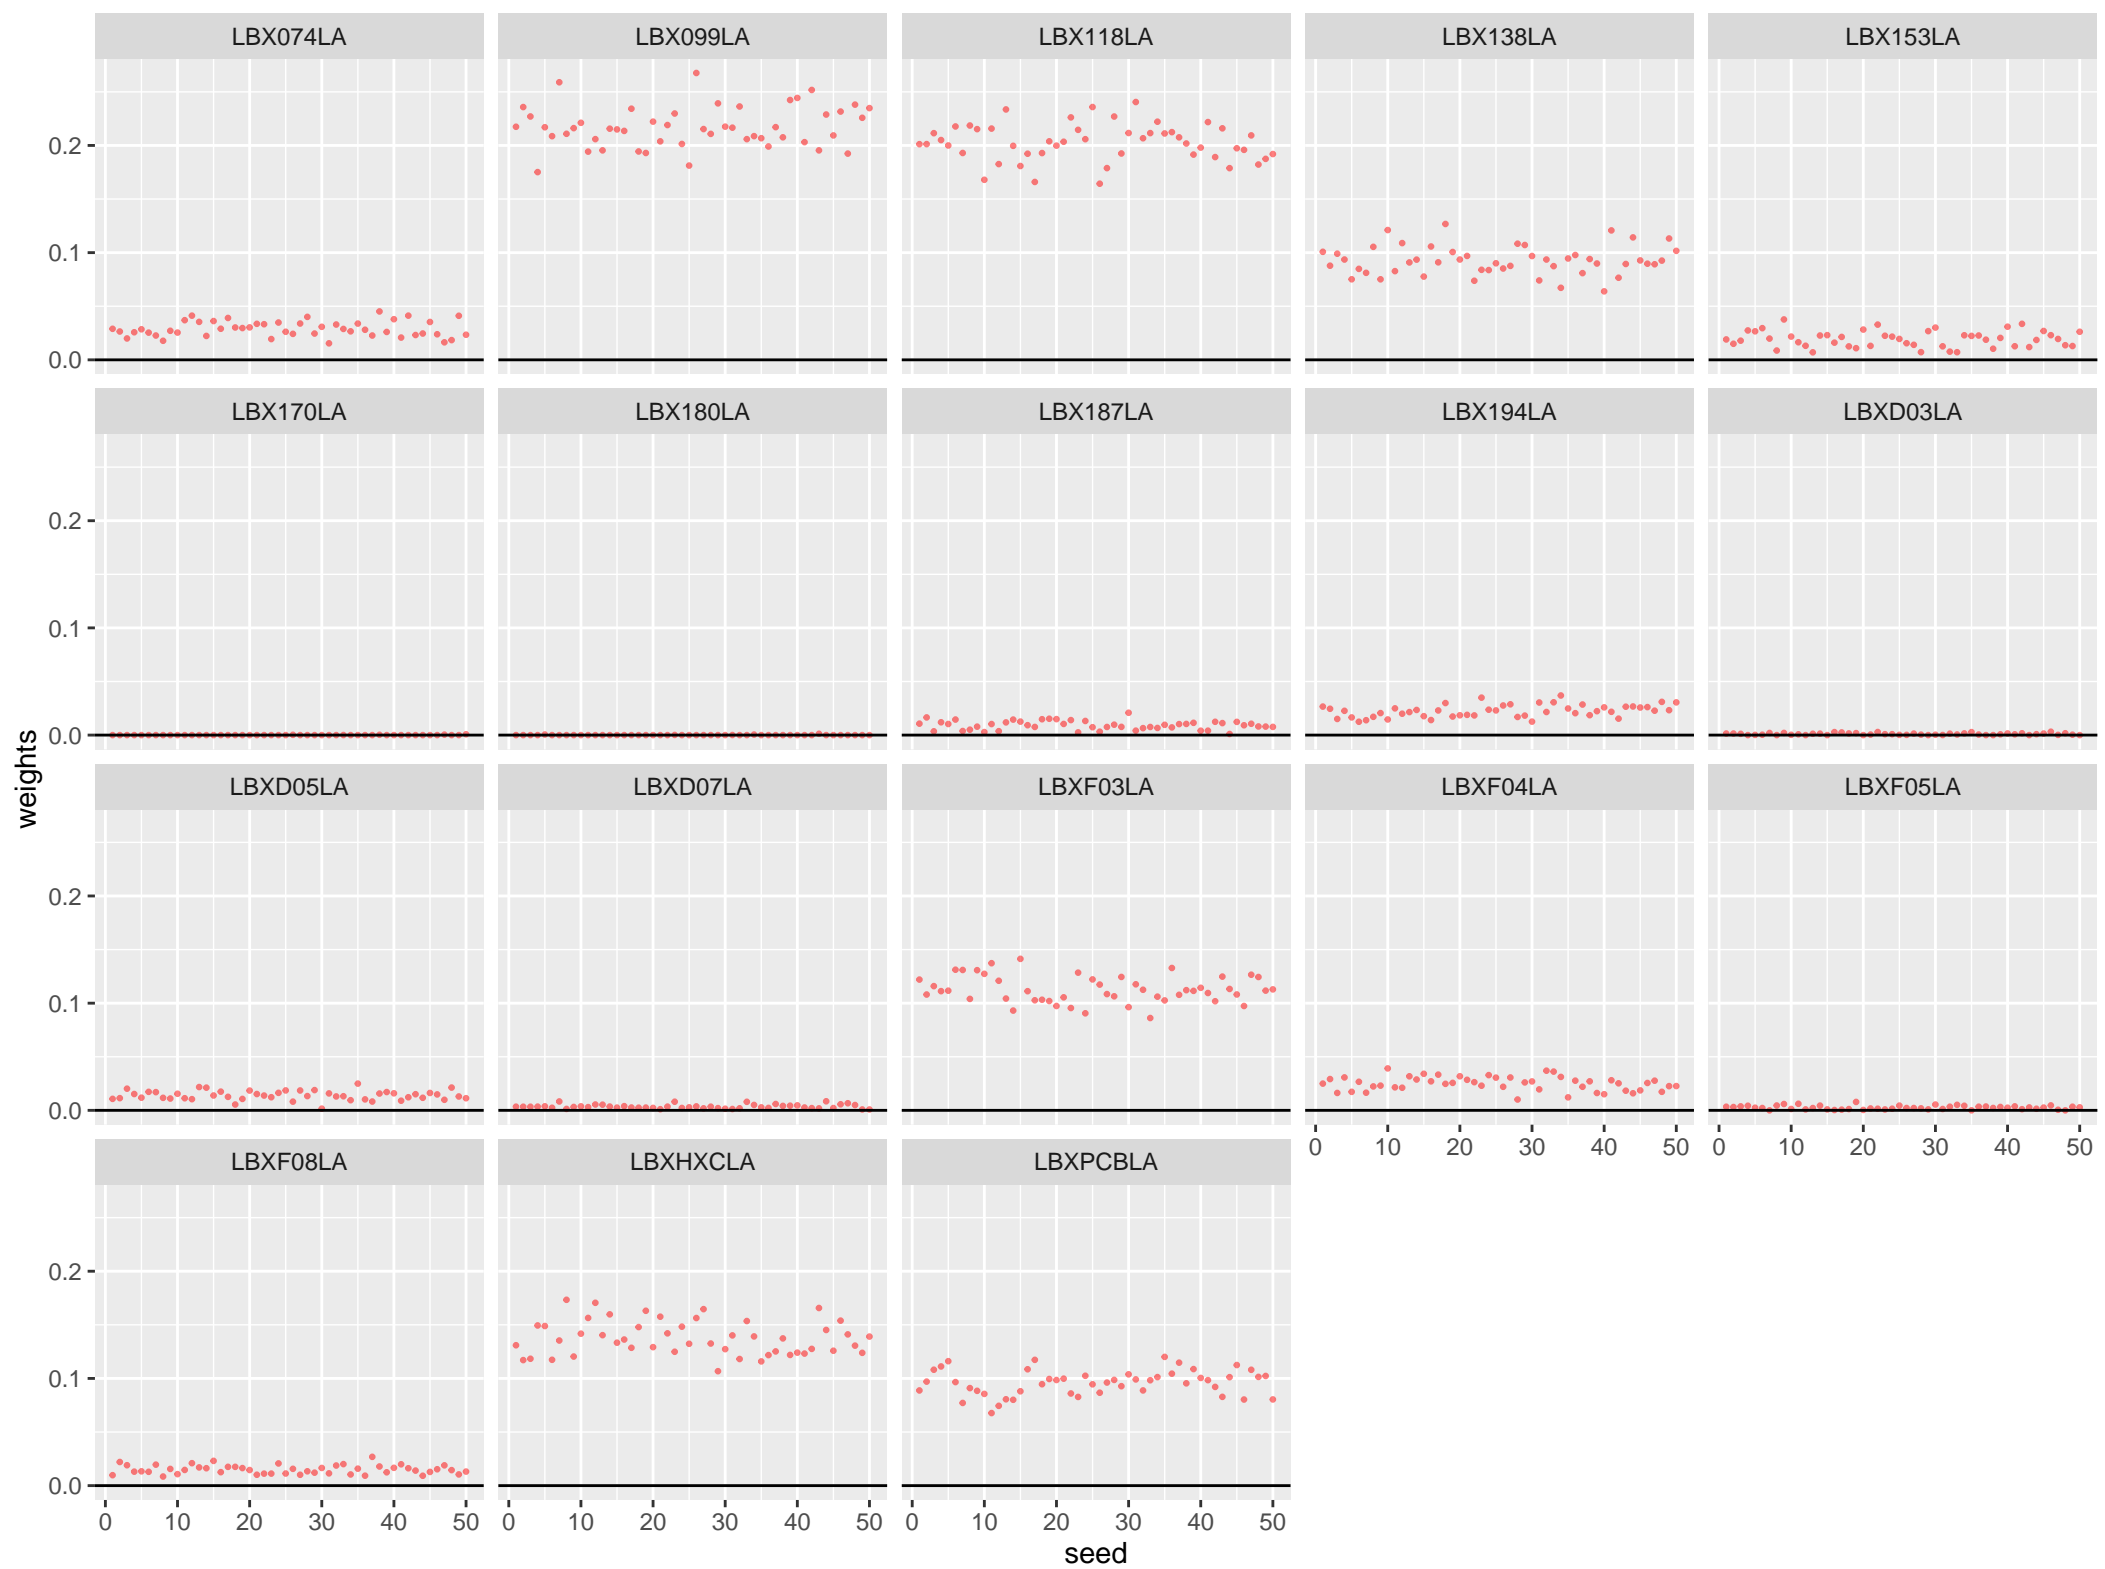 LBX074LA LBX099LA LBX118LA LBX138LA LBX153LA
0.2
0.1
0.0
LBX170LA LBX180LA LBX187LA LBX194LA LBXD03LA
0.2
0.1
0.0
weights
LBXD05LA LBXD07LA LBXF03LA LBXF04LA LBXF05LA
0.2
0.1
0.0
0 10 20 30 40 50 0 10 20 30 40 50
LBXF08LA LBXHXCLA LBXPCBLA
0.2
0.1
0.0
0 10 20 30 40 50 0 10 20 30 40 50 0 10 20 30 40 50
seed